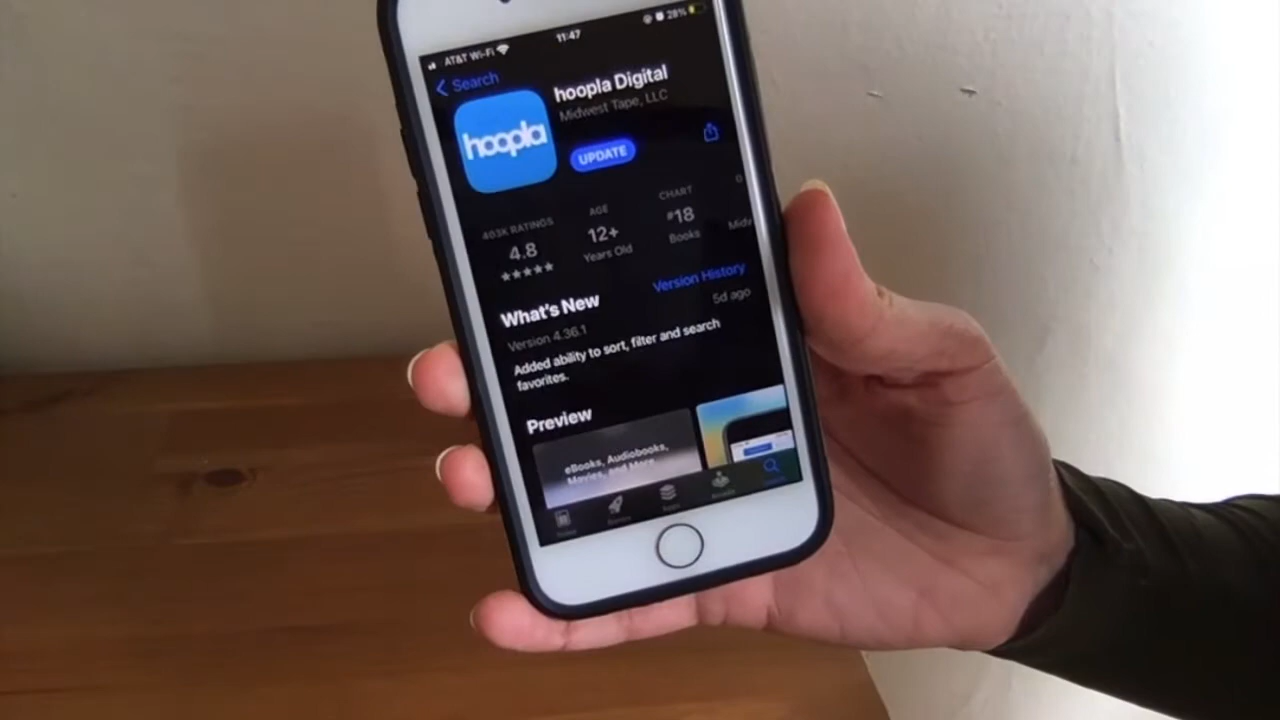 AT&T Wi-Fi 11:47 28%
Search
hoopla
hoopla Digital
Midwest Tape, LLC
UPDATE
403K RATINGS AGE CHART
4.8 12+ #18
Years Old Books
What's New Version History
Version 4.36.1 5d ago
Added ability to sort, filter and search
favorites.
Preview
eBooks, Audiobooks,
Movies, and More
Apps